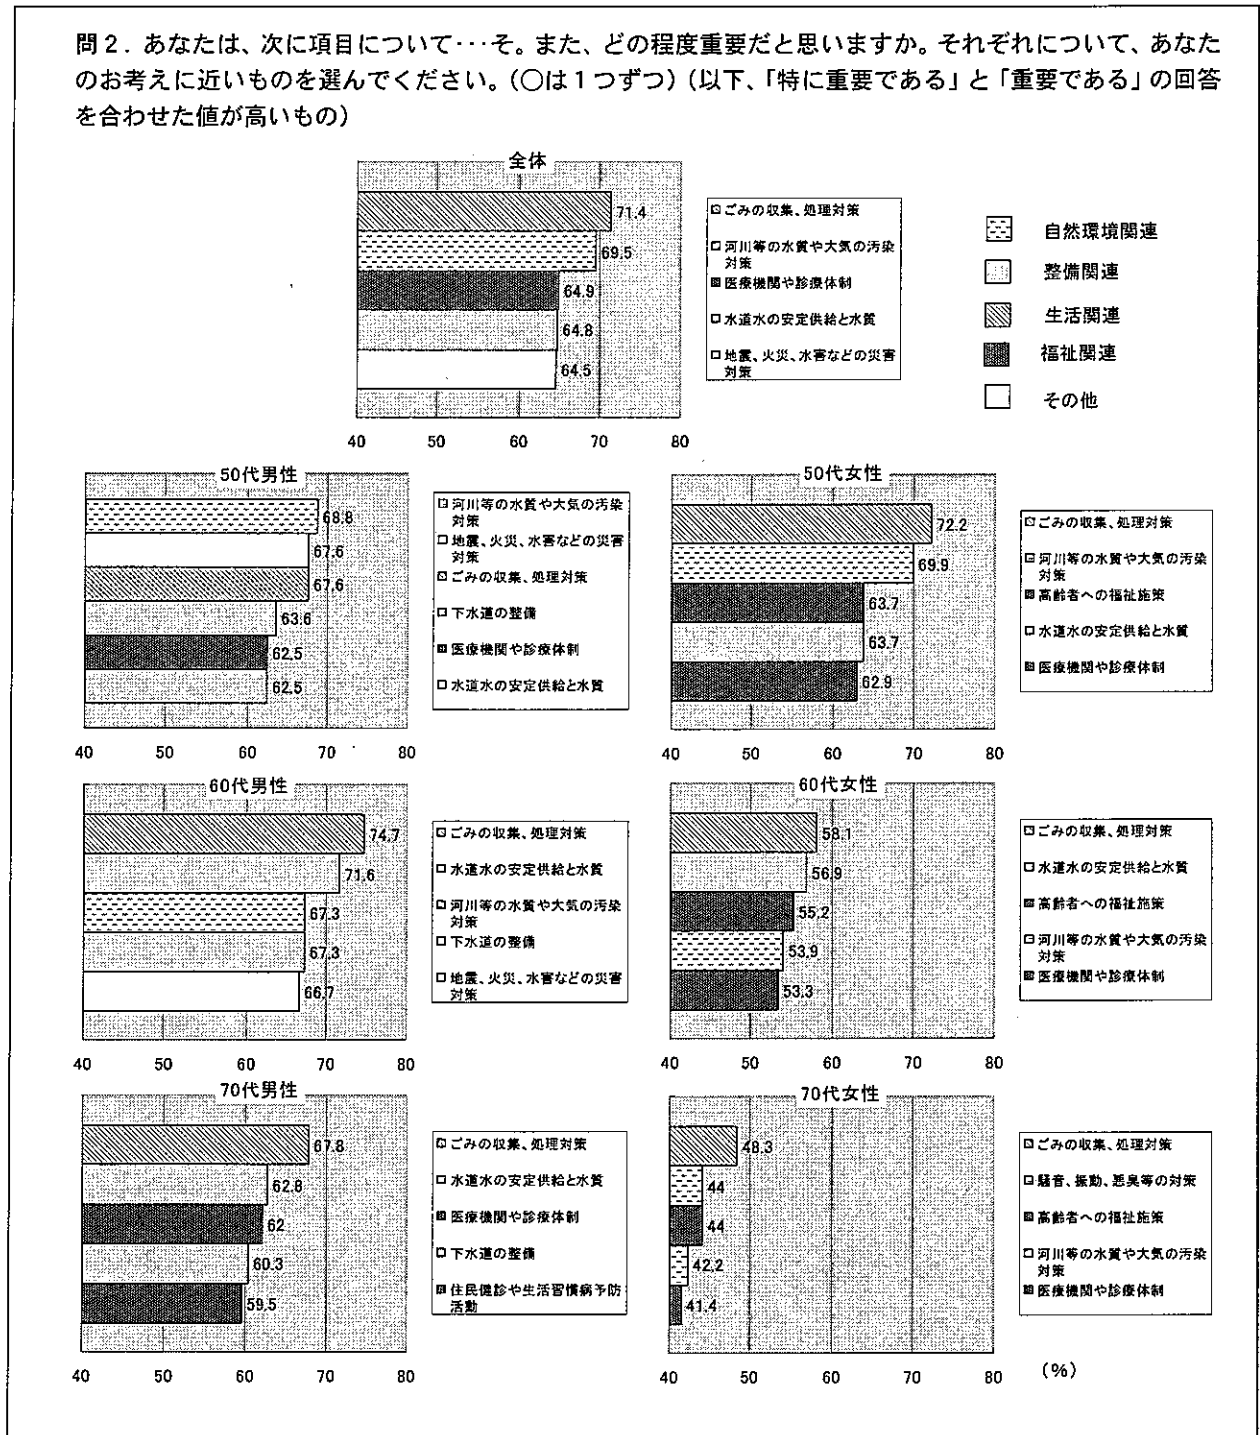 問2．あなたは、次に項目について…そ。また、どの程度重要だと思いますか。それぞれについて、あなた
のお考えに近いものを選んでください。（○は1つずつ）（以下、「特に重要である」と「重要である」の回答
を合わせた値が高いもの）
全体
71.4
69.5
64.9
64.8
64.5
40 50 60 70 80
ごみの収集、処理対策
河川等の水質や大気の汚染
対策
医療機関や診療体制
水道水の安定供給と水質
地震、火災、水害などの災害
対策
自然環境関連
整備関連
生活関連
福祉関連
その他
50代男性
68.8
67.6
67.6
63.6
62.5
62.5
40 50 60 70 80
河川等の水質や大気の汚染
対策
地震、火災、水害などの災害
対策
ごみの収集、処理対策
下水道の整備
医療機関や診療体制
水道水の安定供給と水質
50代女性
72.2
69.9
63.7
63.7
62.9
40 50 60 70 80
ごみの収集、処理対策
河川等の水質や大気の汚染
対策
高齢者への福祉施策
水道水の安定供給と水質
医療機関や診療体制
60代男性
74.7
71.6
67.3
67.3
66.7
40 50 60 70 80
ごみの収集、処理対策
水道水の安定供給と水質
河川等の水質や大気の汚染
対策
下水道の整備
地震、火災、水害などの災害
対策
60代女性
58.1
56.9
55.2
53.9
53.3
40 50 60 70 80
ごみの収集、処理対策
水道水の安定供給と水質
高齢者への福祉施策
河川等の水質や大気の汚染
対策
医療機関や診療体制
70代男性
67.8
62.8
62
60.3
59.5
40 50 60 70 80
ごみの収集、処理対策
水道水の安定供給と水質
医療機関や診療体制
下水道の整備
住民健診や生活習慣病予防
活動
70代女性
48.3
44
44
42.2
41.4
40 50 60 70 80
ごみの収集、処理対策
騒音、振動、悪臭等の対策
高齢者への福祉施策
河川等の水質や大気の汚染
対策
医療機関や診療体制
（%）